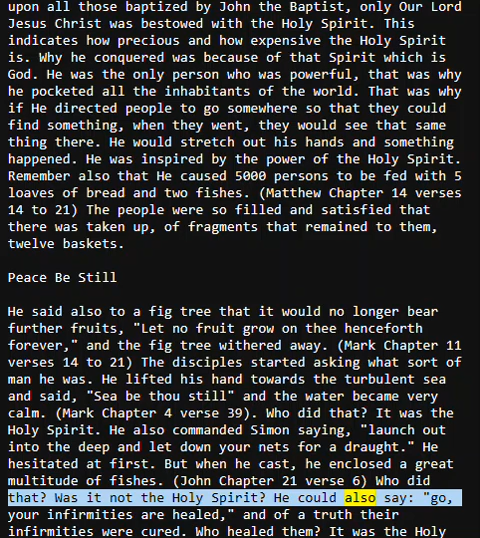 upon all those baptized by John the Baptist, only Our Lord
Jesus Christ was bestowed with the Holy Spirit. This
indicates how precious and how expensive the Holy Spirit
is. Why he conquered was because of that Spirit which is
God. He was the only person who was powerful, that was why
he pocketed all the inhabitants of the world. That was why
if He directed people to go somewhere so that they could
find something, when they went, they would see that same
thing there. He would stretch out his hands and something
happened. He was inspired by the power of the Holy Spirit.
Remember also that He caused 5000 persons to be fed with 5
loaves of bread and two fishes. (Matthew Chapter 14 verses
14 to 21) The people were so filled and satisfied that
there was taken up, of fragments that remained to them,
twelve baskets.

Peace Be Still

He said also to a fig tree that it would no longer bear
further fruits, "Let no fruit grow on thee henceforth
forever," and the fig tree withered away. (Mark Chapter 11
verses 14 to 21) The disciples started asking what sort of
man he was. He lifted his hand towards the turbulent sea
and said, "Sea be thou still" and the water became very
calm. (Mark Chapter 4 verse 39). Who did that? It was the
Holy Spirit. He also commanded Simon saying, "launch out
into the deep and let down your nets for a draught." He
hesitated at first. But when he cast, he enclosed a great
multitude of fishes. (John Chapter 21 verse 6) Who did
that? Was it not the Holy Spirit? He could also say: "go,
your infirmities are healed," and of a truth their
infirmities were cured. Who healed them? It was the Holy